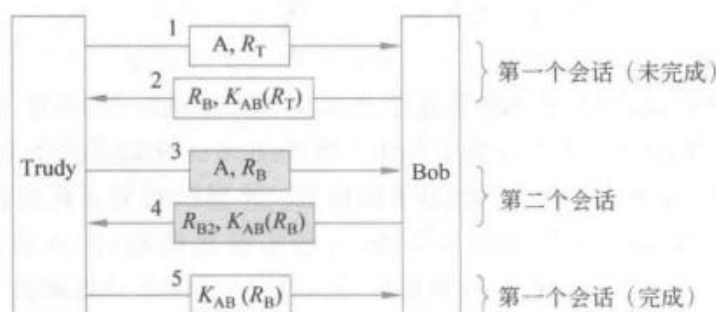 1
A, R_T
第一个会话（未完成）
2
R_B, K_AB(R_T)
Trudy
3
A, R_B
Bob
第二个会话
4
R_B2, K_AB(R_B)
5
K_AB (R_B)
第一个会话（完成）